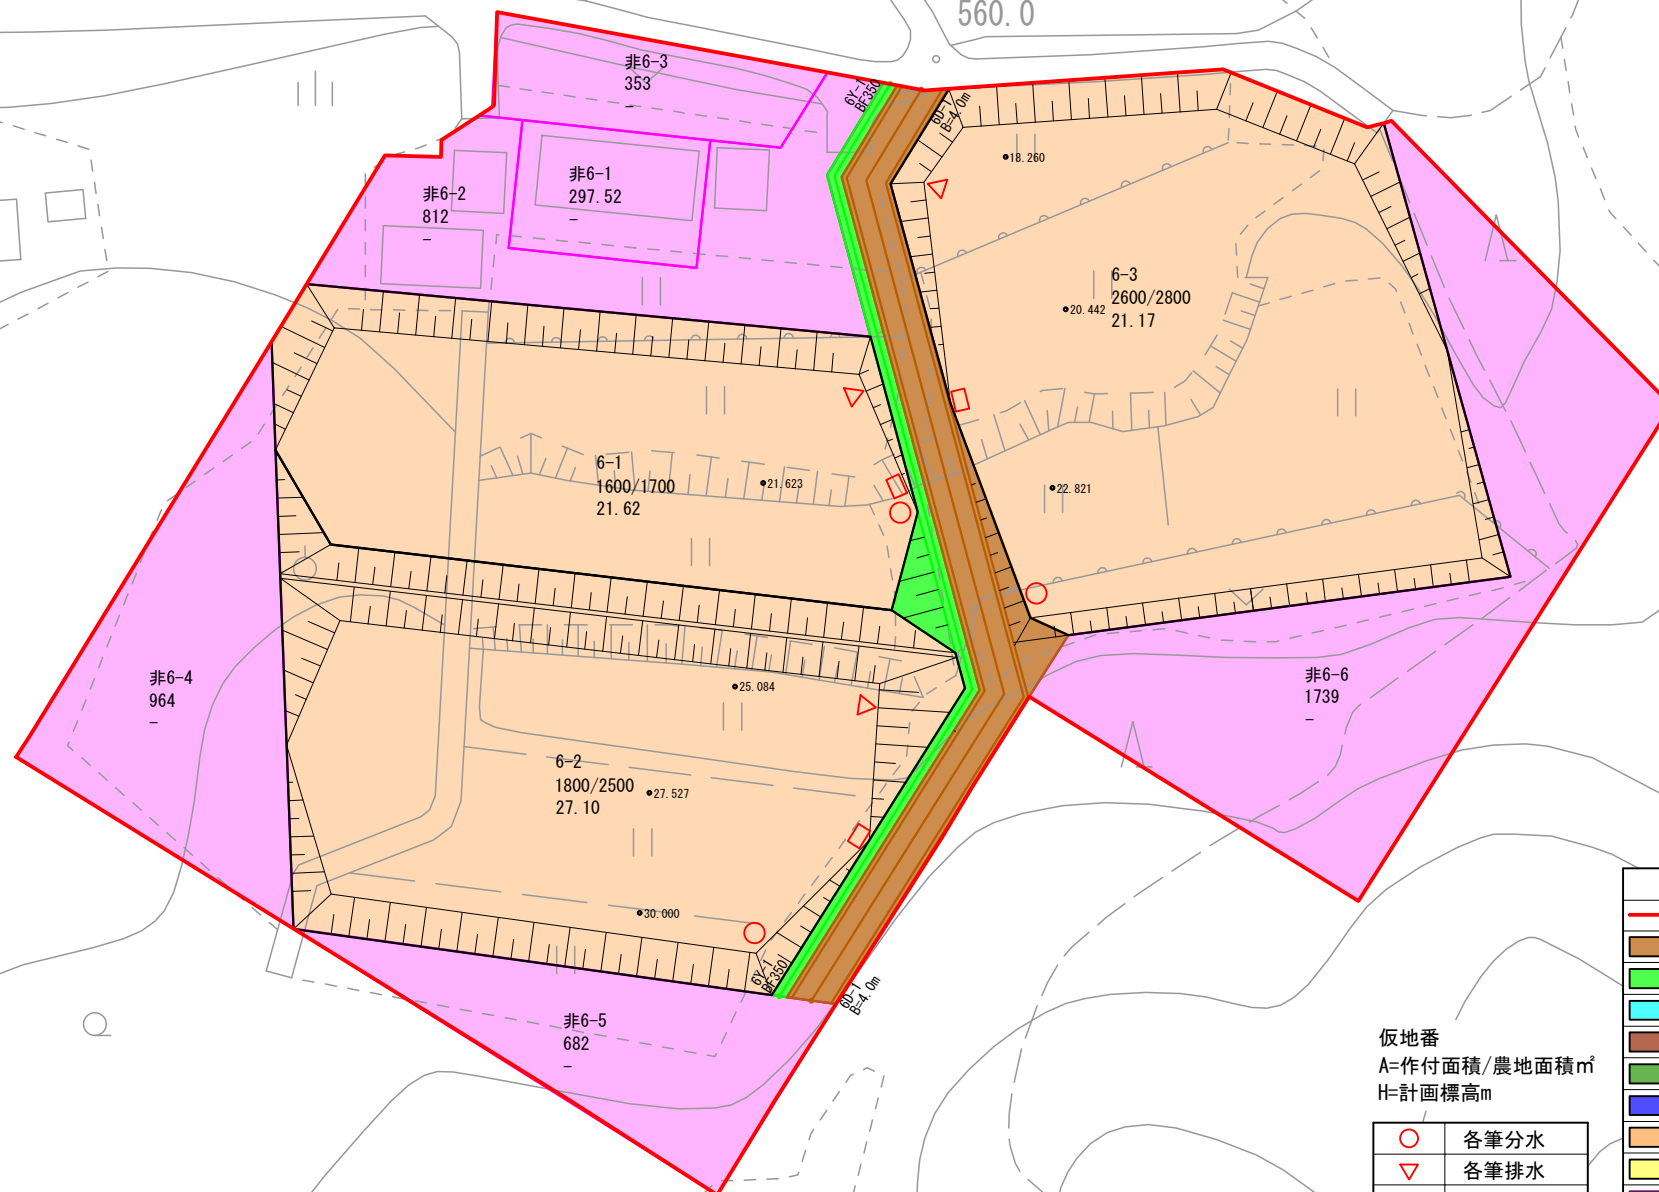 560.0
非6-3
353
-
6Y-1
BF350
6D-1
B=4.0m
18.260
非6-1
297.52
-
非6-2
812
-
6-3
2600/2800
21.17
20.442
6-1
1600/1700
21.62
21.623
22.821
非6-4
964
-
25.084
非6-6
1739
-
6-2
1800/2500
27.10
27.527
30.000
6Y-1
BF350
6D-1
B=4.0m
非6-5
682
-
仮地番
A=作付面積/農地面積㎡
H=計画標高m
各筆分水
各筆排水